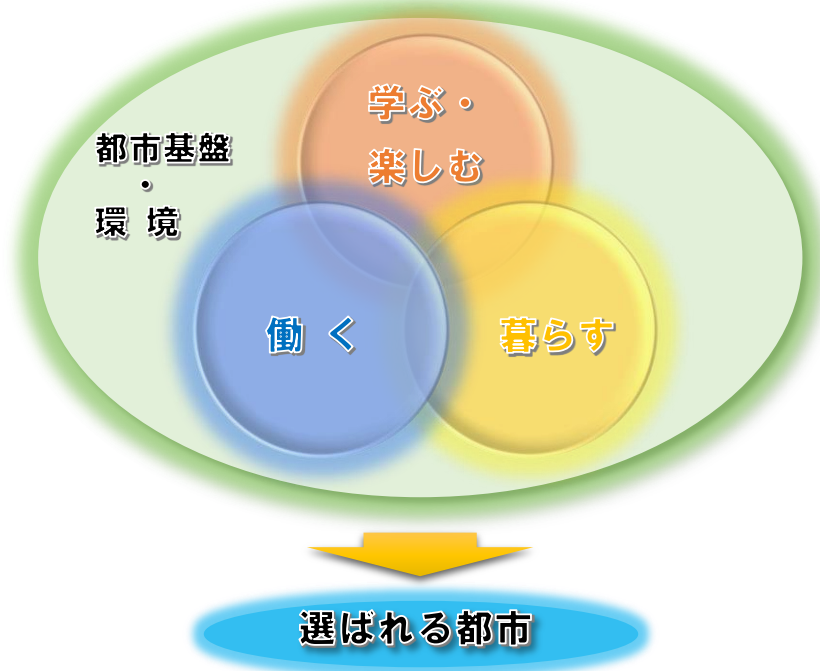 学ぶ・
楽しむ
都市基盤
・
環 境
働 く
暮らす
選ばれる都市